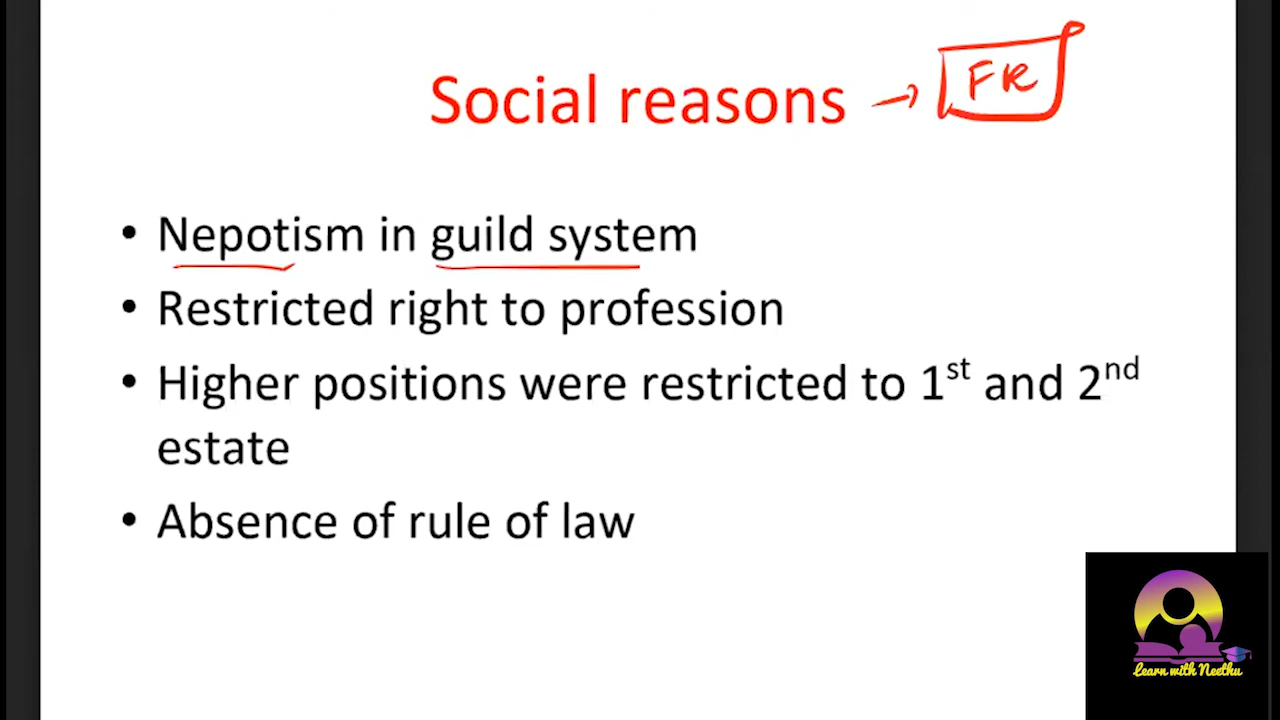 Social reasons → FR
• Nepotism in guild system
• Restricted right to profession
• Higher positions were restricted to 1st and 2nd
estate
• Absence of rule of law
Learn with Neethu